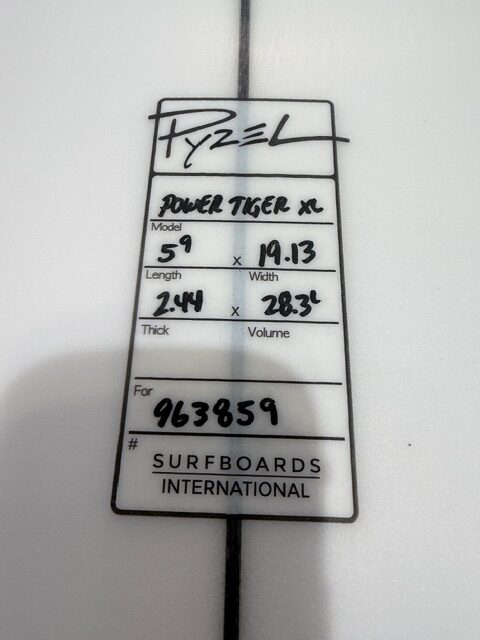 PYZEL
POWER TIGER XL
Model
5⁹ x 19.13
Length Width
2.44 x 28.3L
Thick Volume
For
963859
#
SURFBOARDS
INTERNATIONAL